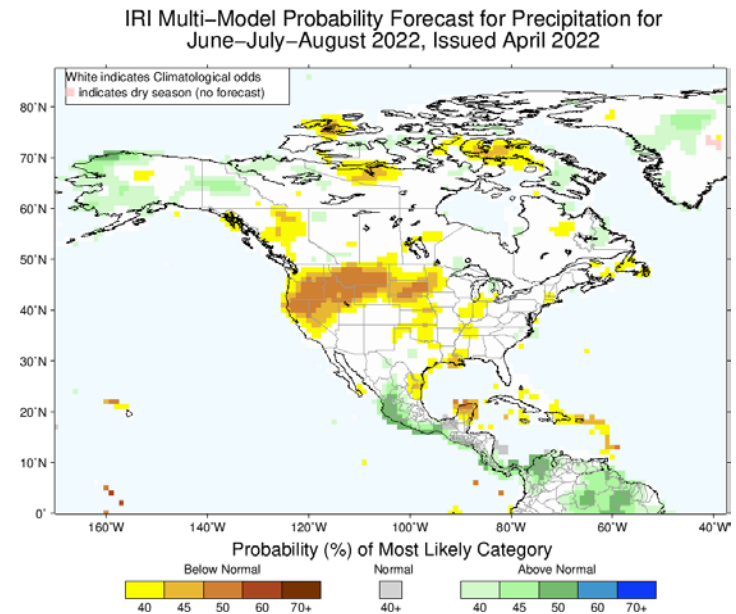 IRI Multi-Model Probability Forecast for Precipitation for
June-July-August 2022, Issued April 2022
White indicates Climatological odds
indicates dry season (no forecast)
80˚N
70˚N
60˚N
50˚N
40˚N
30˚N
20˚N
10˚N
0˚
160˚W 140˚W 120˚W 100˚W 80˚W 60˚W 40˚W
Probability (%) of Most Likely Category
Below Normal Normal Above Normal
40 45 50 60 70+ 40+ 40 45 50 60 70+